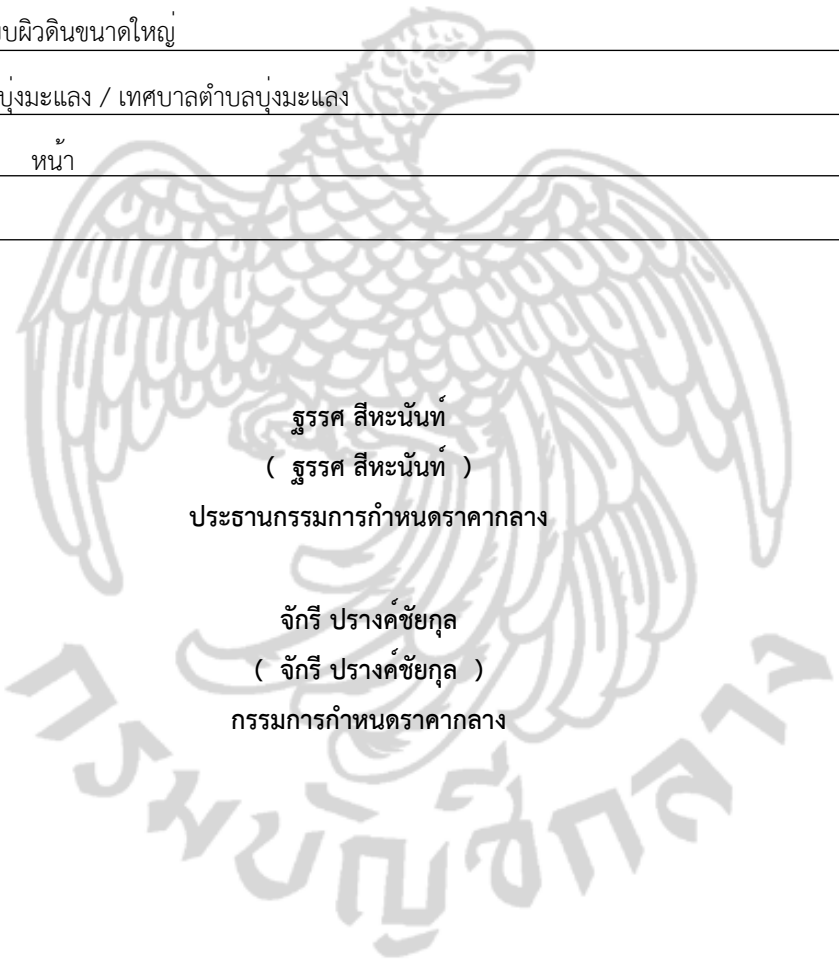 บผิวดินขนาดใหญ่
บุ่งมะแลง / เทศบาลตำบลบุ่งมะแลง
หน้า
ฐรรศ สีหะนันท์
( ฐรรศ สีหะนันท์ )
ประธานกรรมการกำหนดราคากลาง
จักรี ปรางค์ชัยกุล
( จักรี ปรางค์ชัยกุล )
กรรมการกำหนดราคากลาง
กรมบัญชีกลาง